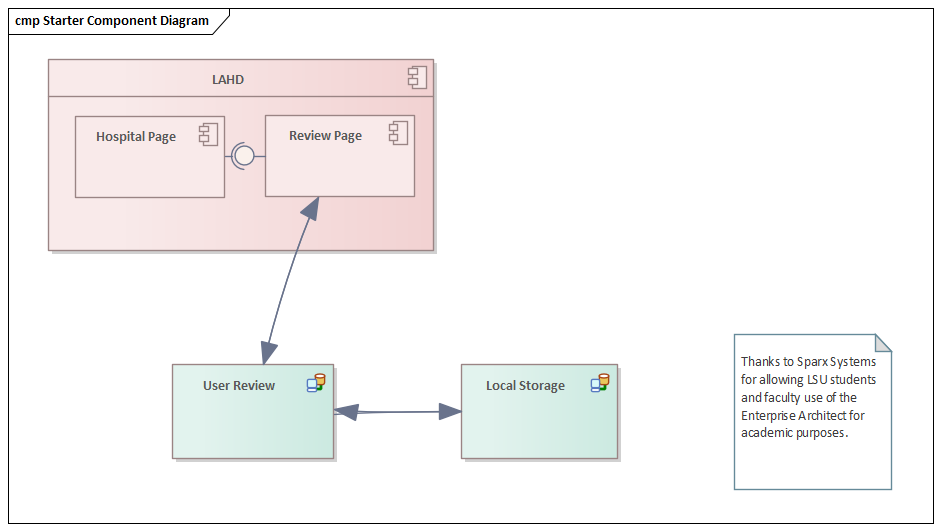 cmp Starter Component Diagram
LAHD
Hospital Page
Review Page
User Review
Local Storage
Thanks to Sparx Systems
for allowing LSU students
and faculty use of the
Enterprise Architect for
academic purposes.